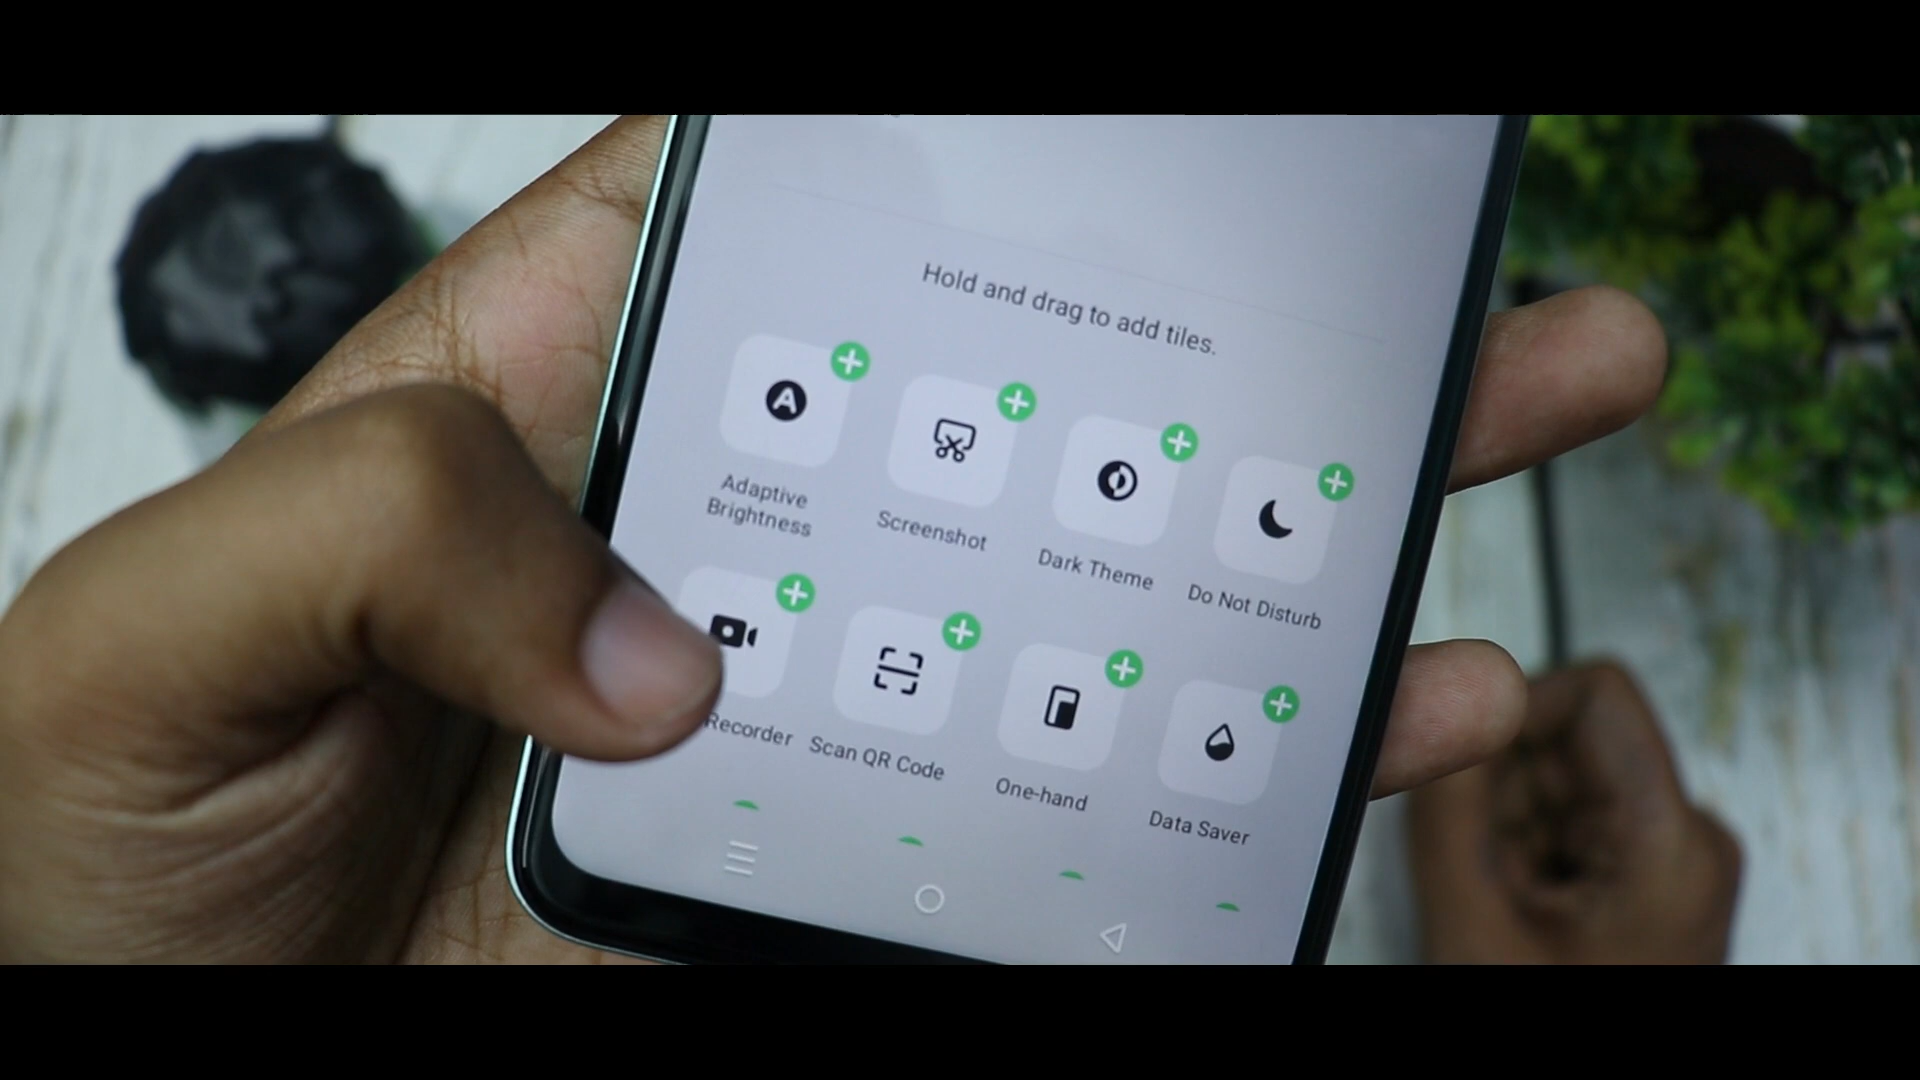 Hold and drag to add tiles.
Adaptive
Brightness
Screenshot
Dark Theme
Do Not Disturb
Recorder
Scan QR Code
One-hand
Data Saver